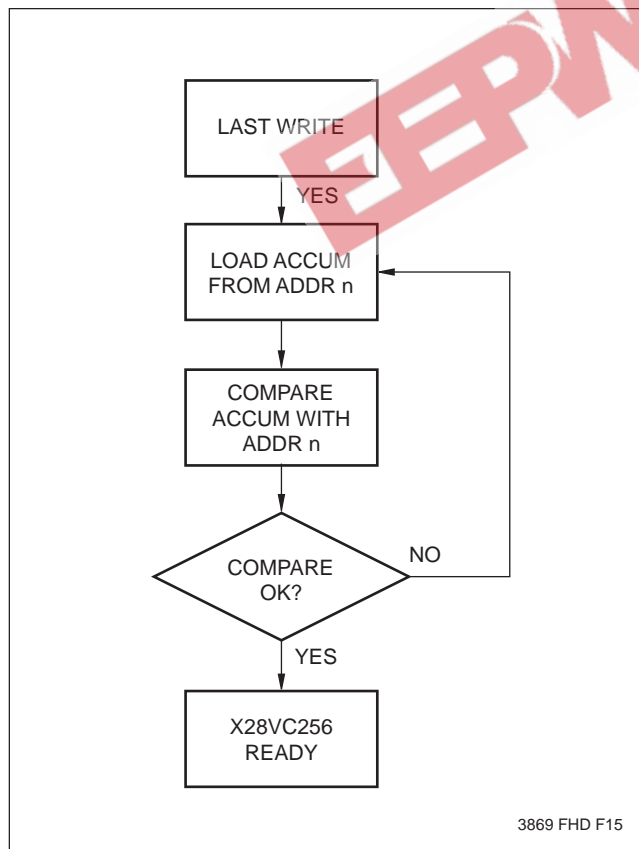 EEPW
LAST WRITE
YES
LOAD ACCUM
FROM ADDR n
COMPARE
ACCUM WITH
ADDR n
COMPARE
OK?
NO
YES
X28VC256
READY
3869 FHD F15